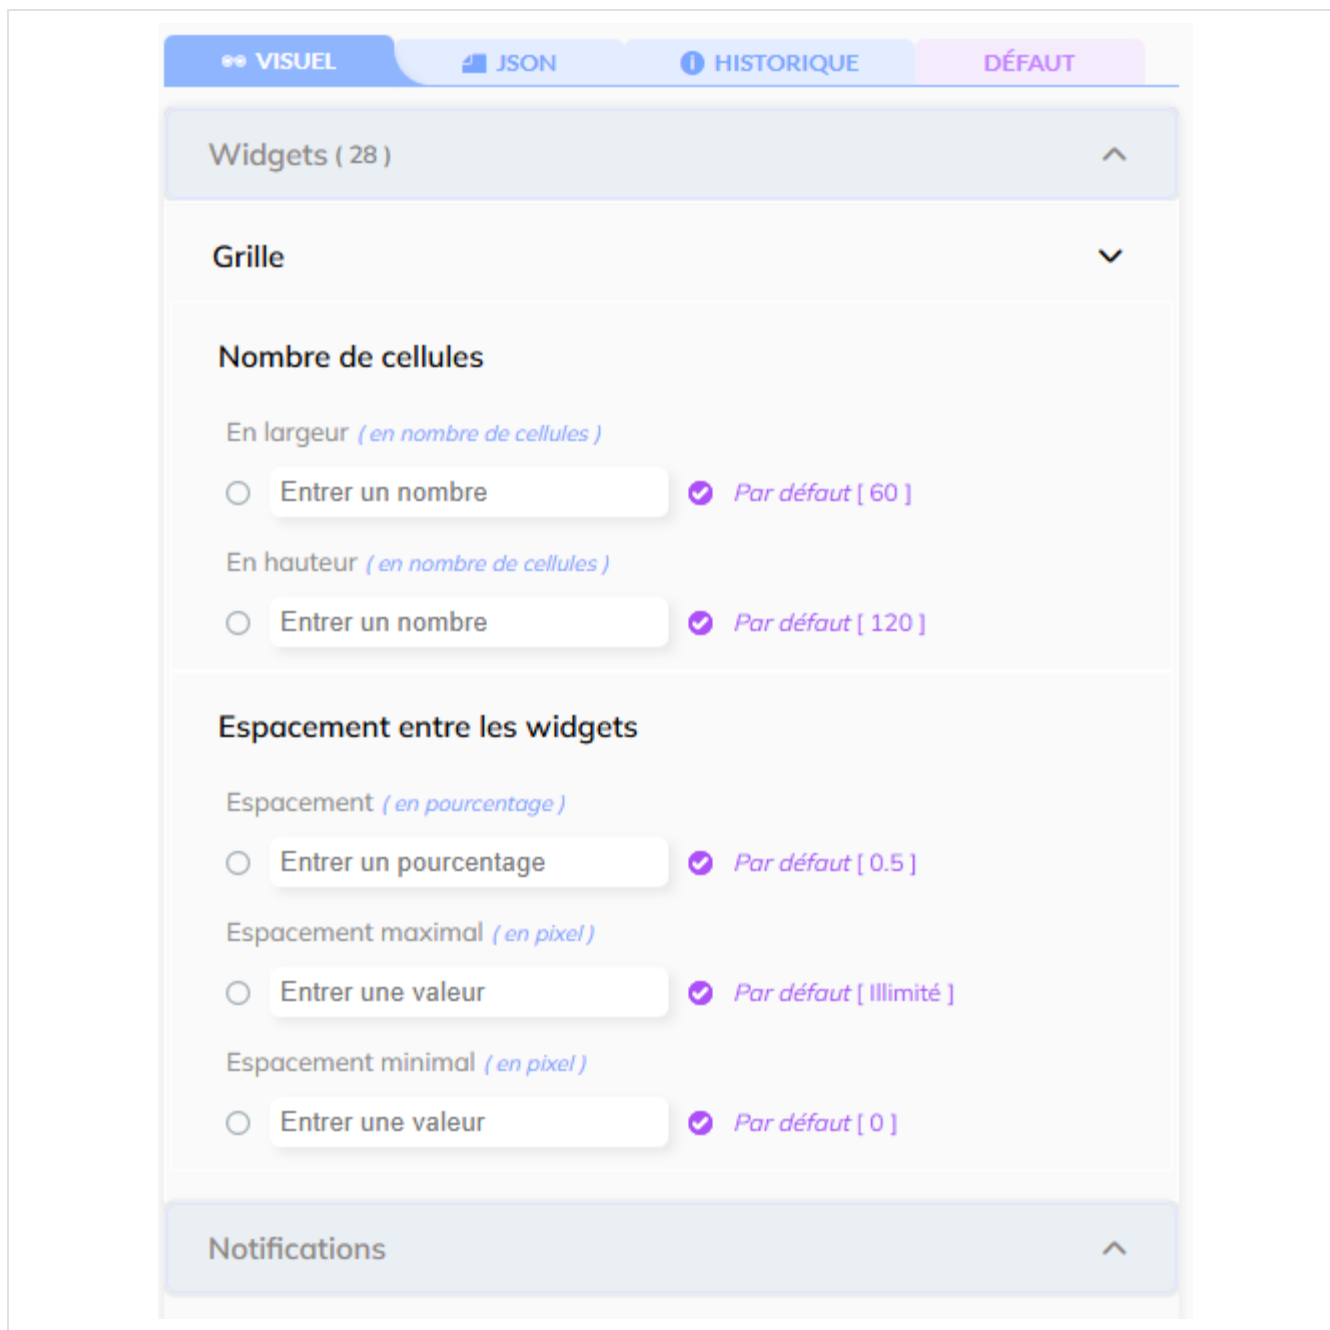 VISUEL JSON HISTORIQUE DÉFAUT
Widgets ( 28 )
Grille
Nombre de cellules
En largeur ( en nombre de cellules )
Entrer un nombre Par défaut [ 60 ]
En hauteur ( en nombre de cellules )
Entrer un nombre Par défaut [ 120 ]
Espacement entre les widgets
Espacement ( en pourcentage )
Entrer un pourcentage Par défaut [ 0.5 ]
Espacement maximal ( en pixel )
Entrer une valeur Par défaut [ Illimité ]
Espacement minimal ( en pixel )
Entrer une valeur Par défaut [ 0 ]
Notifications